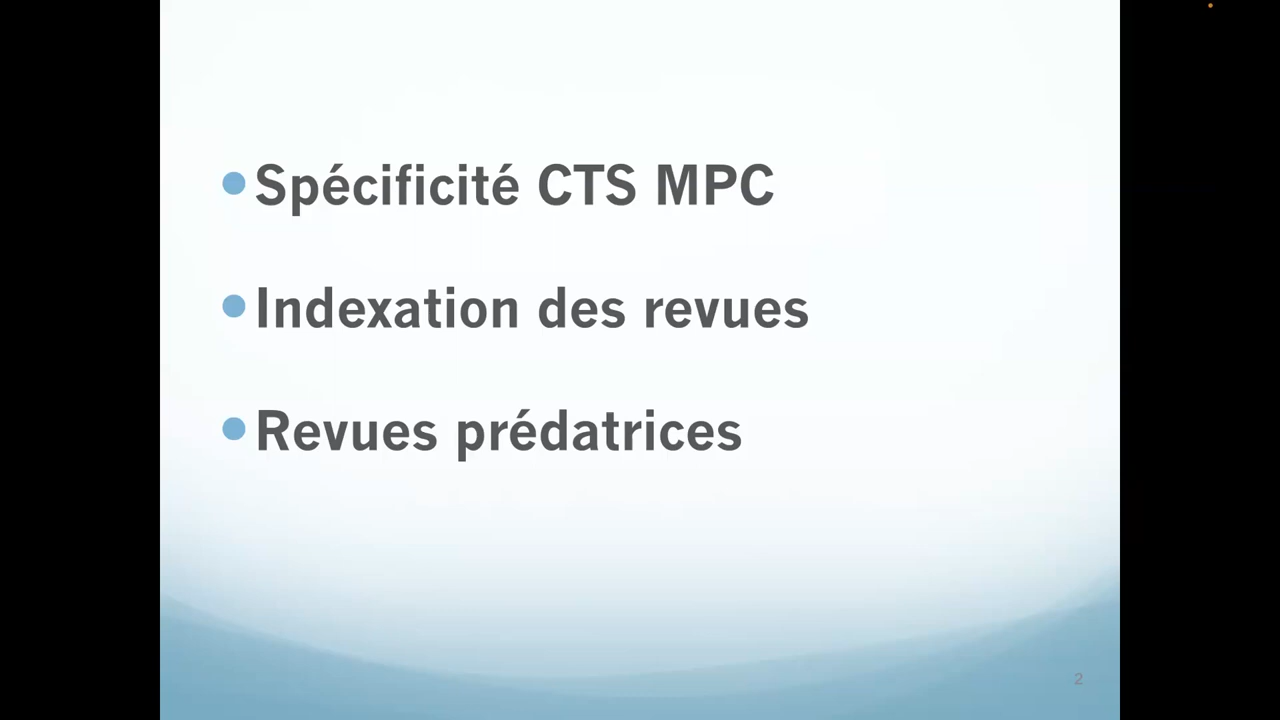 Spécificité CTS MPC
Indexation des revues
Revues prédatrices
2